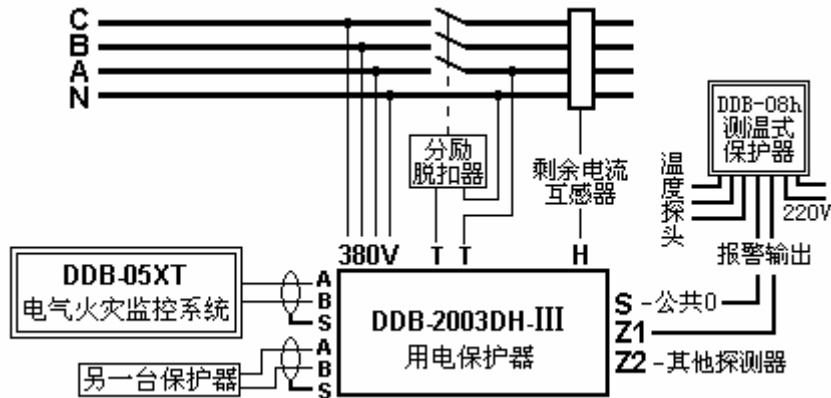 C
B
A
N
DDB-08h
测温式
保护器
分励
脱扣器
剩余电流
互感器
温度探头
220V
报警输出
380V T T H
DDB-05XT
电气火灾监控系统
A
B
S
DDB-2003DH-III
用电保护器
S -公共0
Z1
Z2 -其他探测器
另一台保护器
A
B
S